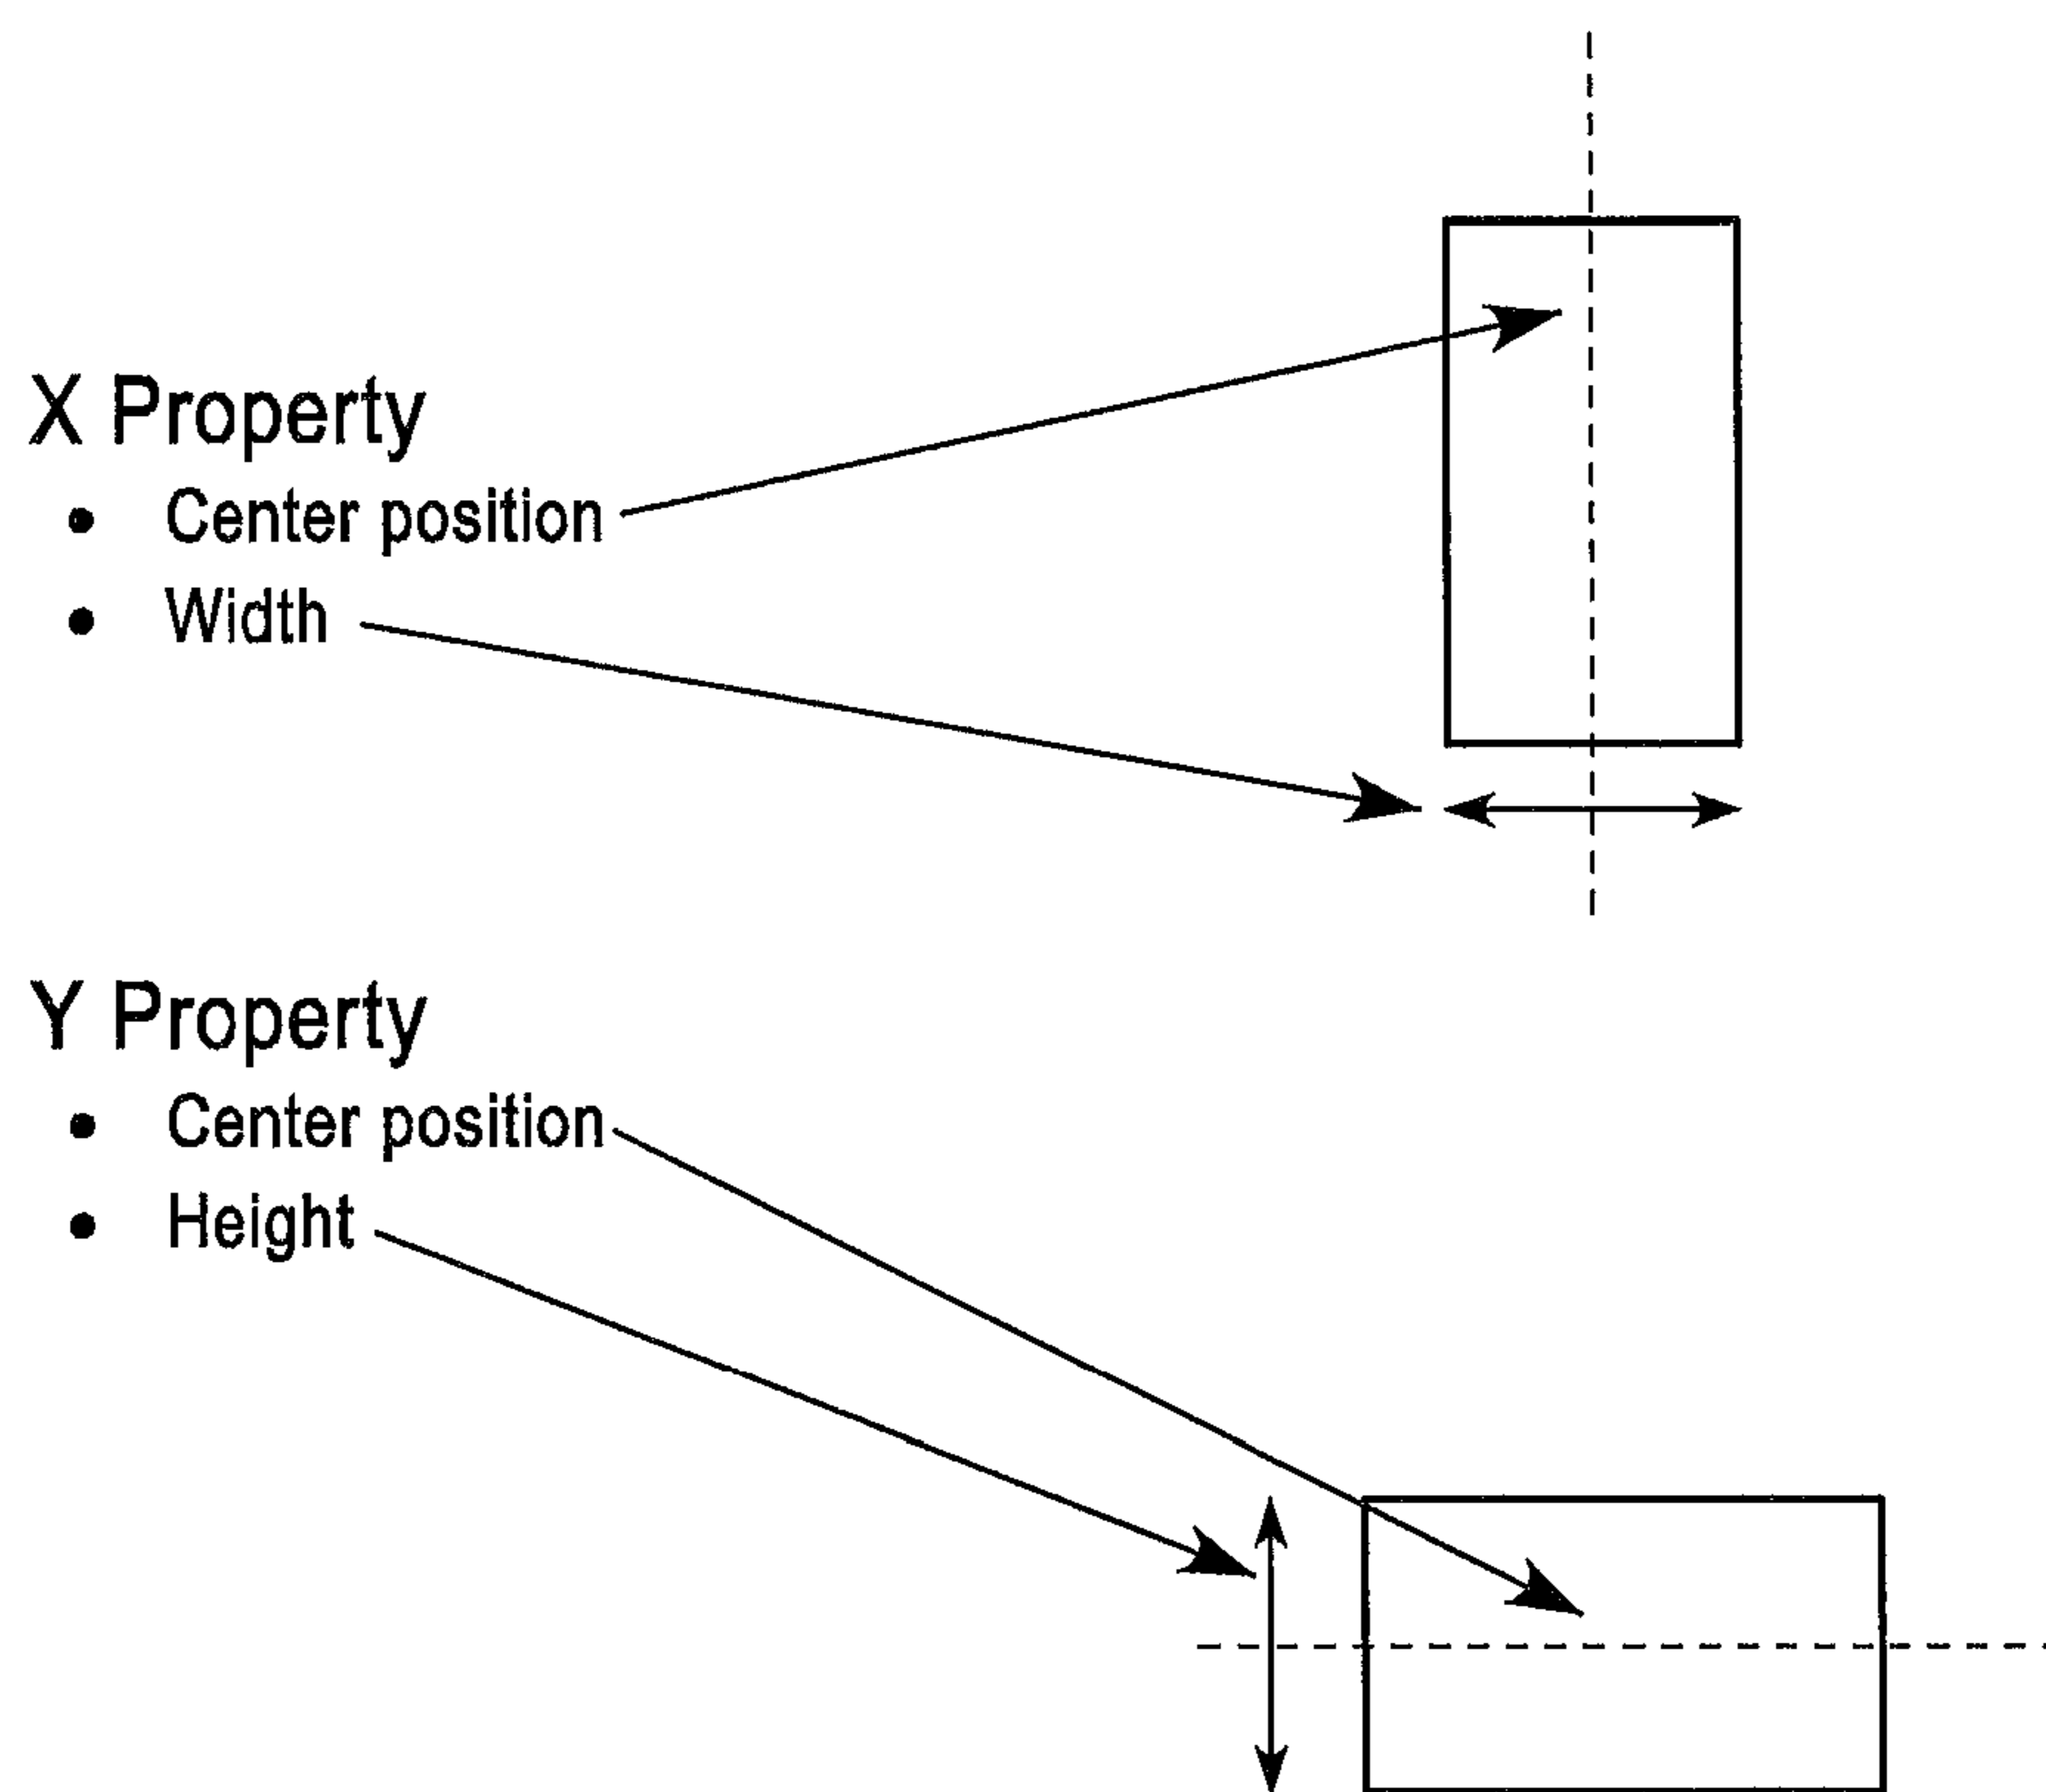 X Property
• Center position
• Width
Y Property
• Center position
• Height